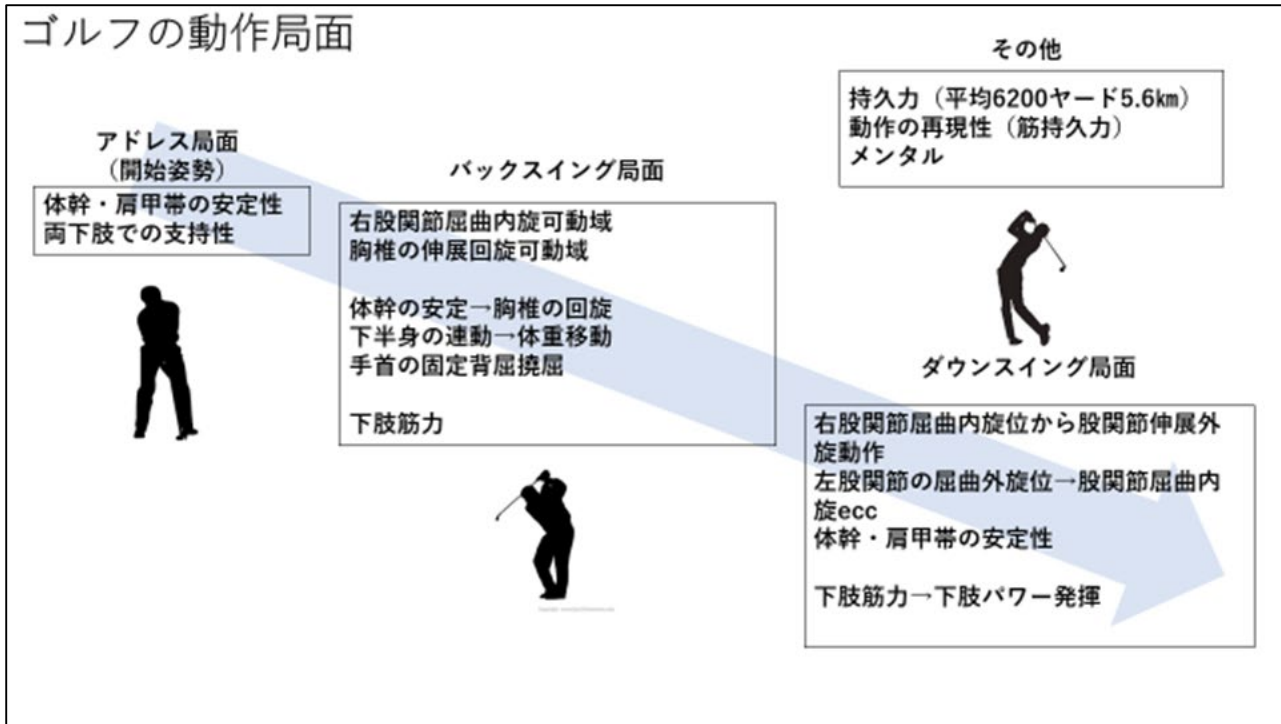 ゴルフの動作局面
アドレス局面
（開始姿勢）
体幹・肩甲帯の安定性
両下肢での支持性
バックスイング局面
右股関節屈曲内旋可動域
胸椎の伸展回旋可動域
体幹の安定→胸椎の回旋
下半身の連動→体重移動
手首の固定背屈撓屈
下肢筋力
その他
持久力（平均6200ヤード5.6㎞）
動作の再現性（筋持久力）
メンタル
ダウンスイング局面
右股関節屈曲内旋位から股関節伸展外
旋動作
左股関節の屈曲外旋位→股関節屈曲内
旋ecc
体幹・肩甲帯の安定性
下肢筋力→下肢パワー発揮